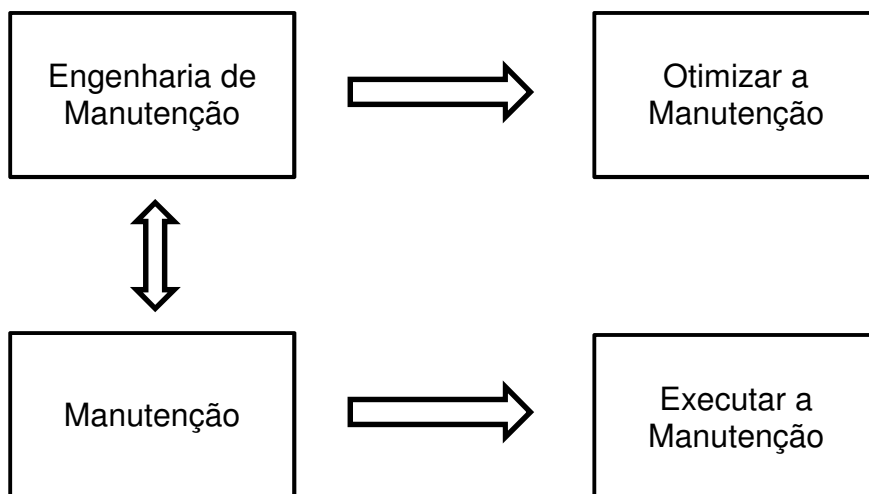 Engenharia de
Manutenção
Otimizar a
Manutenção
Manutenção
Executar a
Manutenção